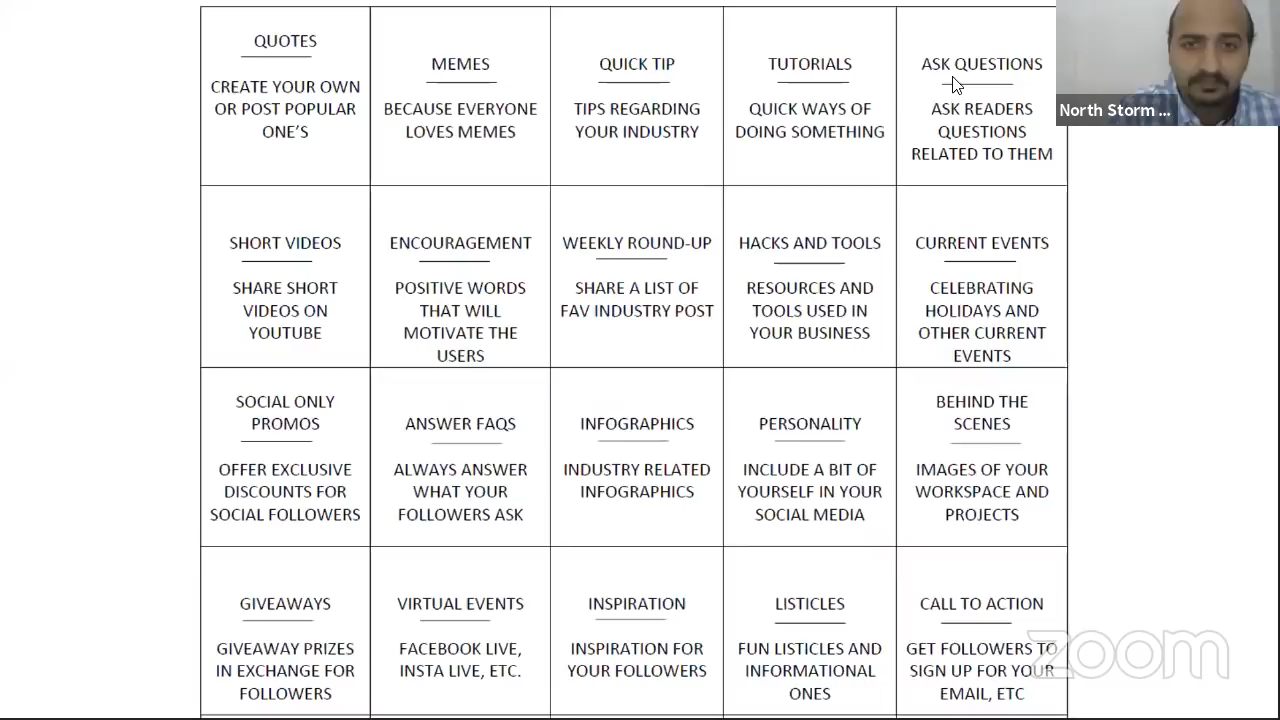 QUOTES
CREATE YOUR OWN
OR POST POPULAR
ONE'S
MEMES
BECAUSE EVERYONE
LOVES MEMES
QUICK TIP
TIPS REGARDING
YOUR INDUSTRY
TUTORIALS
QUICK WAYS OF
DOING SOMETHING
ASK QUESTIONS
ASK READERS
QUESTIONS
RELATED TO THEM
North Storm ...
SHORT VIDEOS
SHARE SHORT
VIDEOS ON
YOUTUBE
ENCOURAGEMENT
POSITIVE WORDS
THAT WILL
MOTIVATE THE
USERS
WEEKLY ROUND-UP
SHARE A LIST OF
FAV INDUSTRY POST
HACKS AND TOOLS
RESOURCES AND
TOOLS USED IN
YOUR BUSINESS
CURRENT EVENTS
CELEBRATING
HOLIDAYS AND
OTHER CURRENT
EVENTS
SOCIAL ONLY
PROMOS
OFFER EXCLUSIVE
DISCOUNTS FOR
SOCIAL FOLLOWERS
ANSWER FAQS
ALWAYS ANSWER
WHAT YOUR
FOLLOWERS ASK
INFOGRAPHICS
INDUSTRY RELATED
INFOGRAPHICS
PERSONALITY
INCLUDE A BIT OF
YOURSELF IN YOUR
SOCIAL MEDIA
BEHIND THE
SCENES
IMAGES OF YOUR
WORKSPACE AND
PROJECTS
GIVEAWAYS
GIVEAWAY PRIZES
IN EXCHANGE FOR
FOLLOWERS
VIRTUAL EVENTS
FACEBOOK LIVE,
INSTA LIVE, ETC.
INSPIRATION
INSPIRATION FOR
YOUR FOLLOWERS
LISTICLES
FUN LISTICLES AND
INFORMATIONAL
ONES
CALL TO ACTION
GET FOLLOWERS TO
SIGN UP FOR YOUR
EMAIL, ETC
zoom